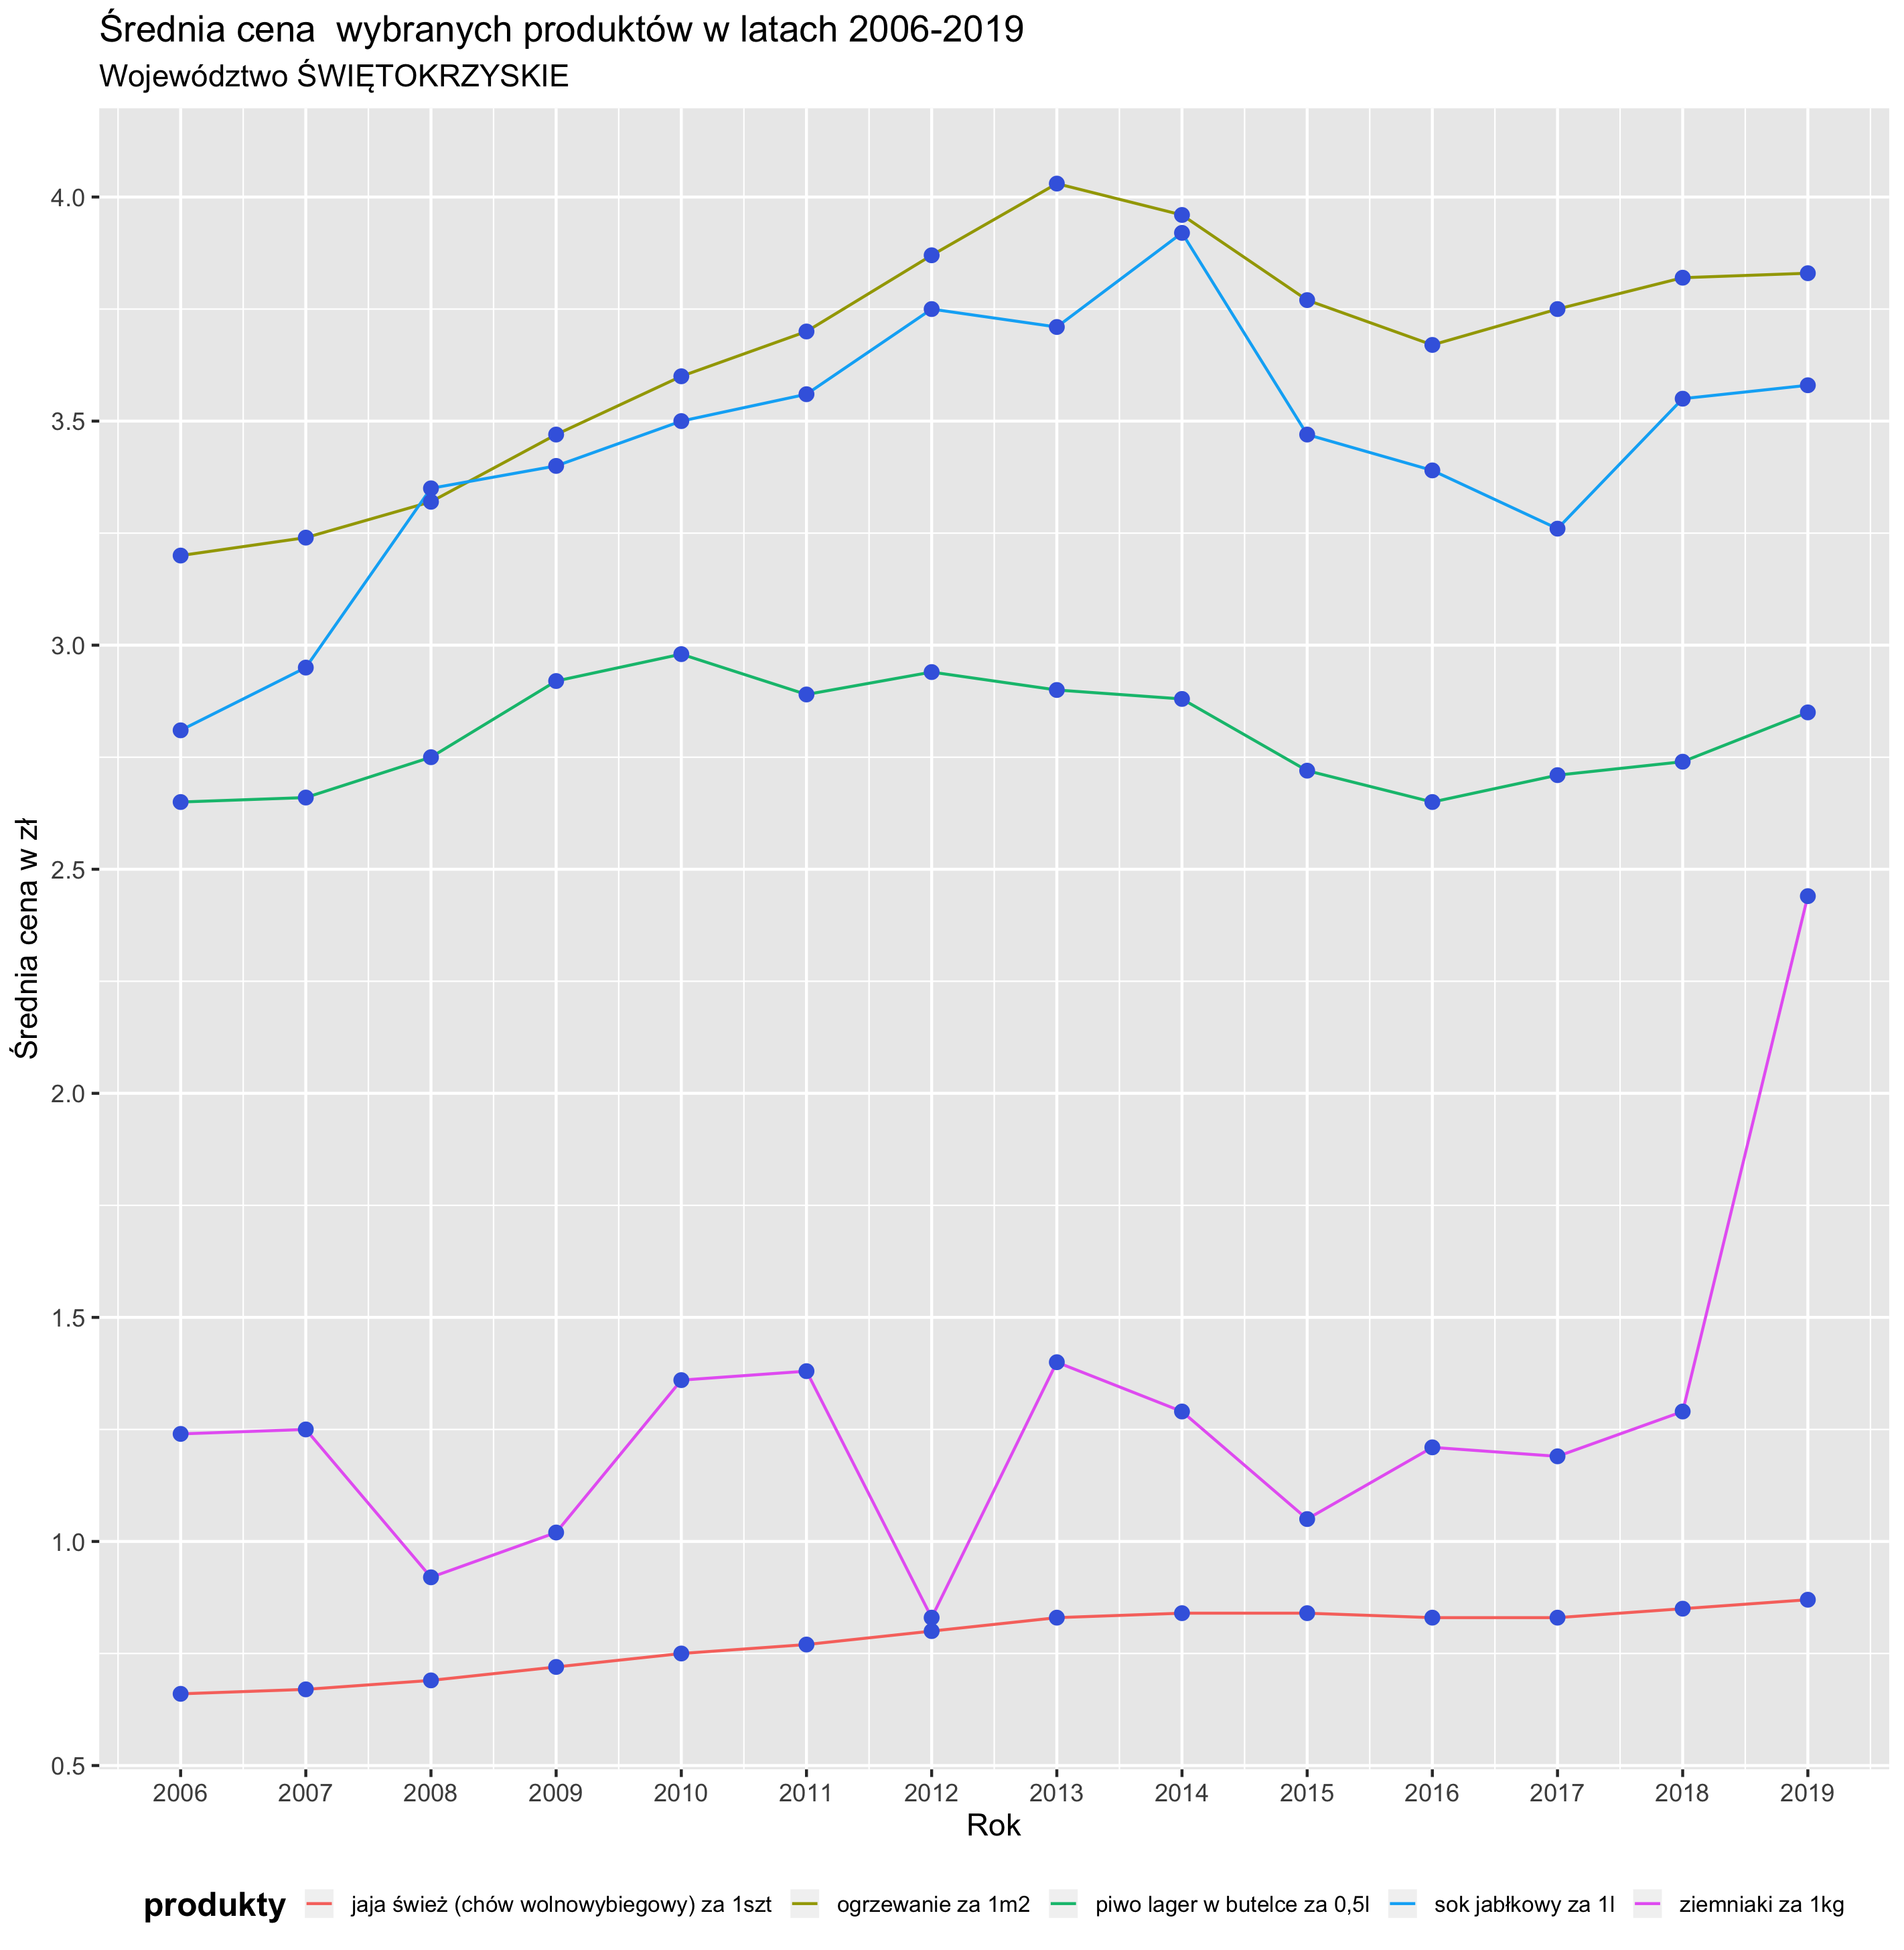 Średnia cena  wybranych produktów w latach 2006-2019
Województwo ŚWIĘTOKRZYSKIE
Średnia cena w zł
4.0
3.5
3.0
2.5
2.0
1.5
1.0
0.5
2006 2007 2008 2009 2010 2011 2012 2013 2014 2015 2016 2017 2018 2019
Rok
produkty jaja śwież (chów wolnowybiegowy) za 1szt ogrzewanie za 1m2 piwo lager w butelce za 0,5l sok jabłkowy za 1l ziemniaki za 1kg